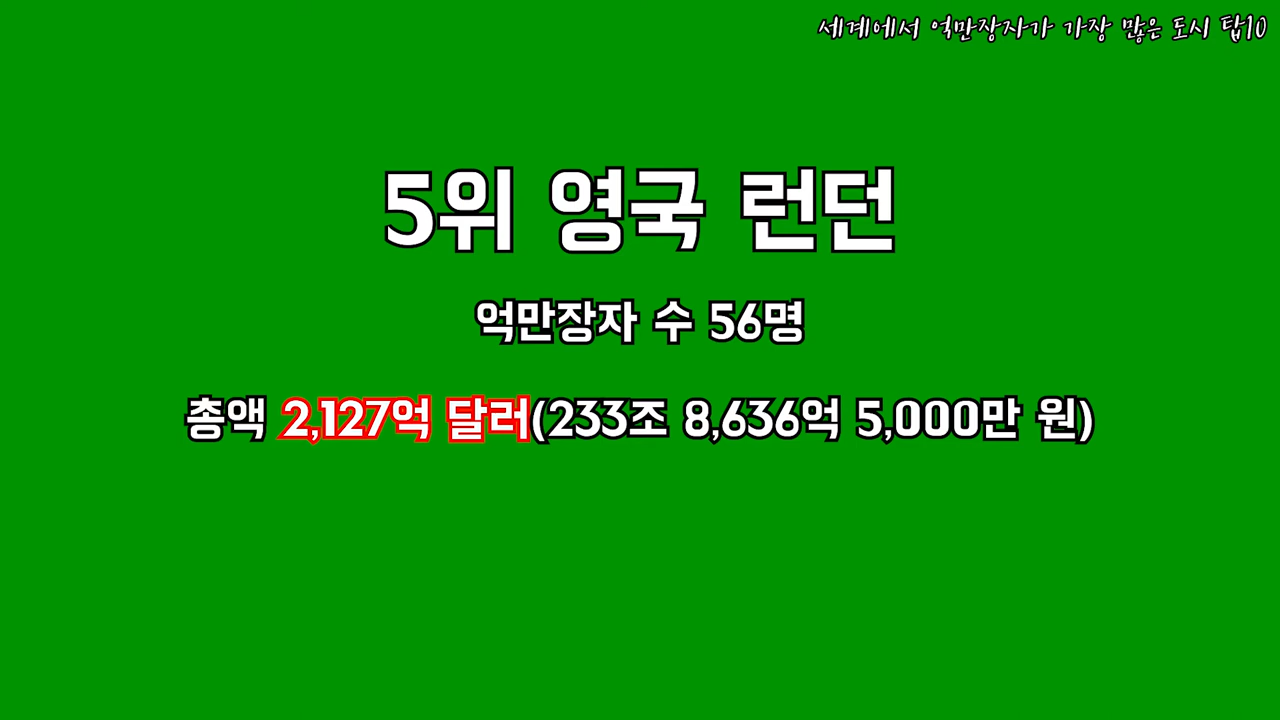 세계에서 억만장자가 가장 많은 도시 탑10
5위 영국 런던
억만장자 수 56명
총액 2,127억 달러(233조 8,636억 5,000만 원)